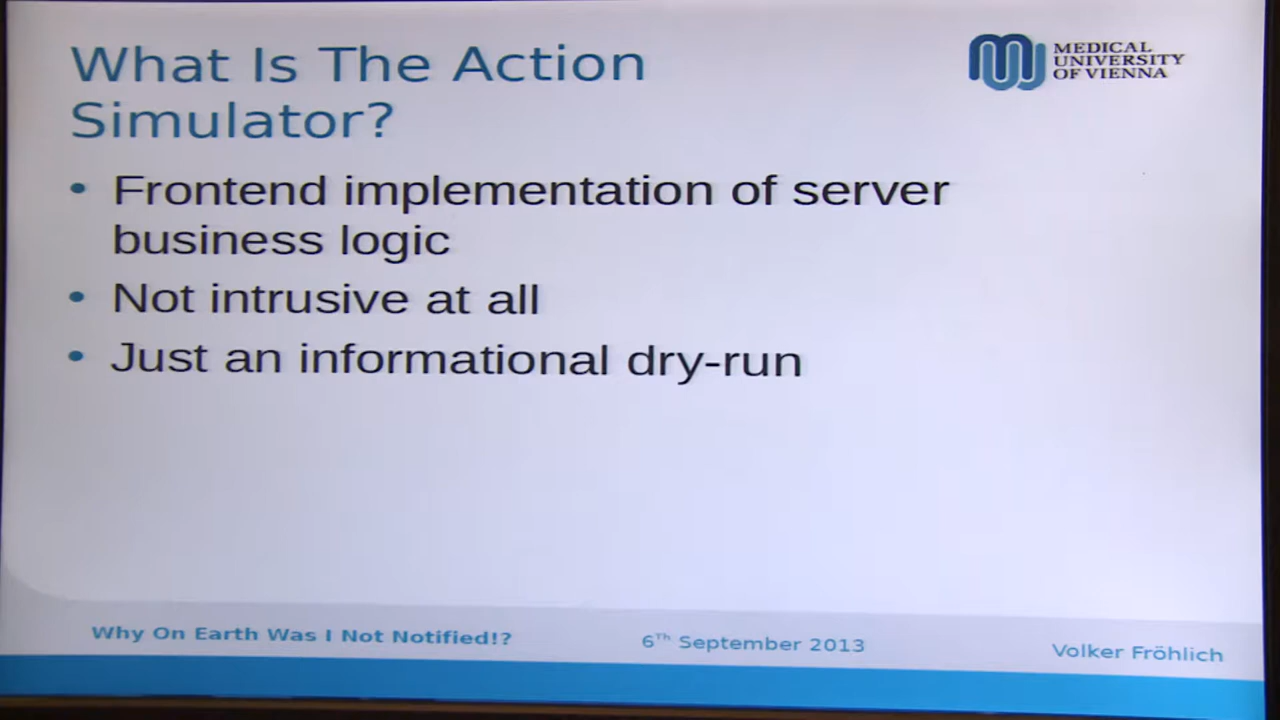 What Is The Action
Simulator?
MEDICAL
UNIVERSITY
OF VIENNA
• Frontend implementation of server
business logic
• Not intrusive at all
• Just an informational dry-run
Why On Earth Was I Not Notified!?
6Th September 2013
Volker Fröhlich